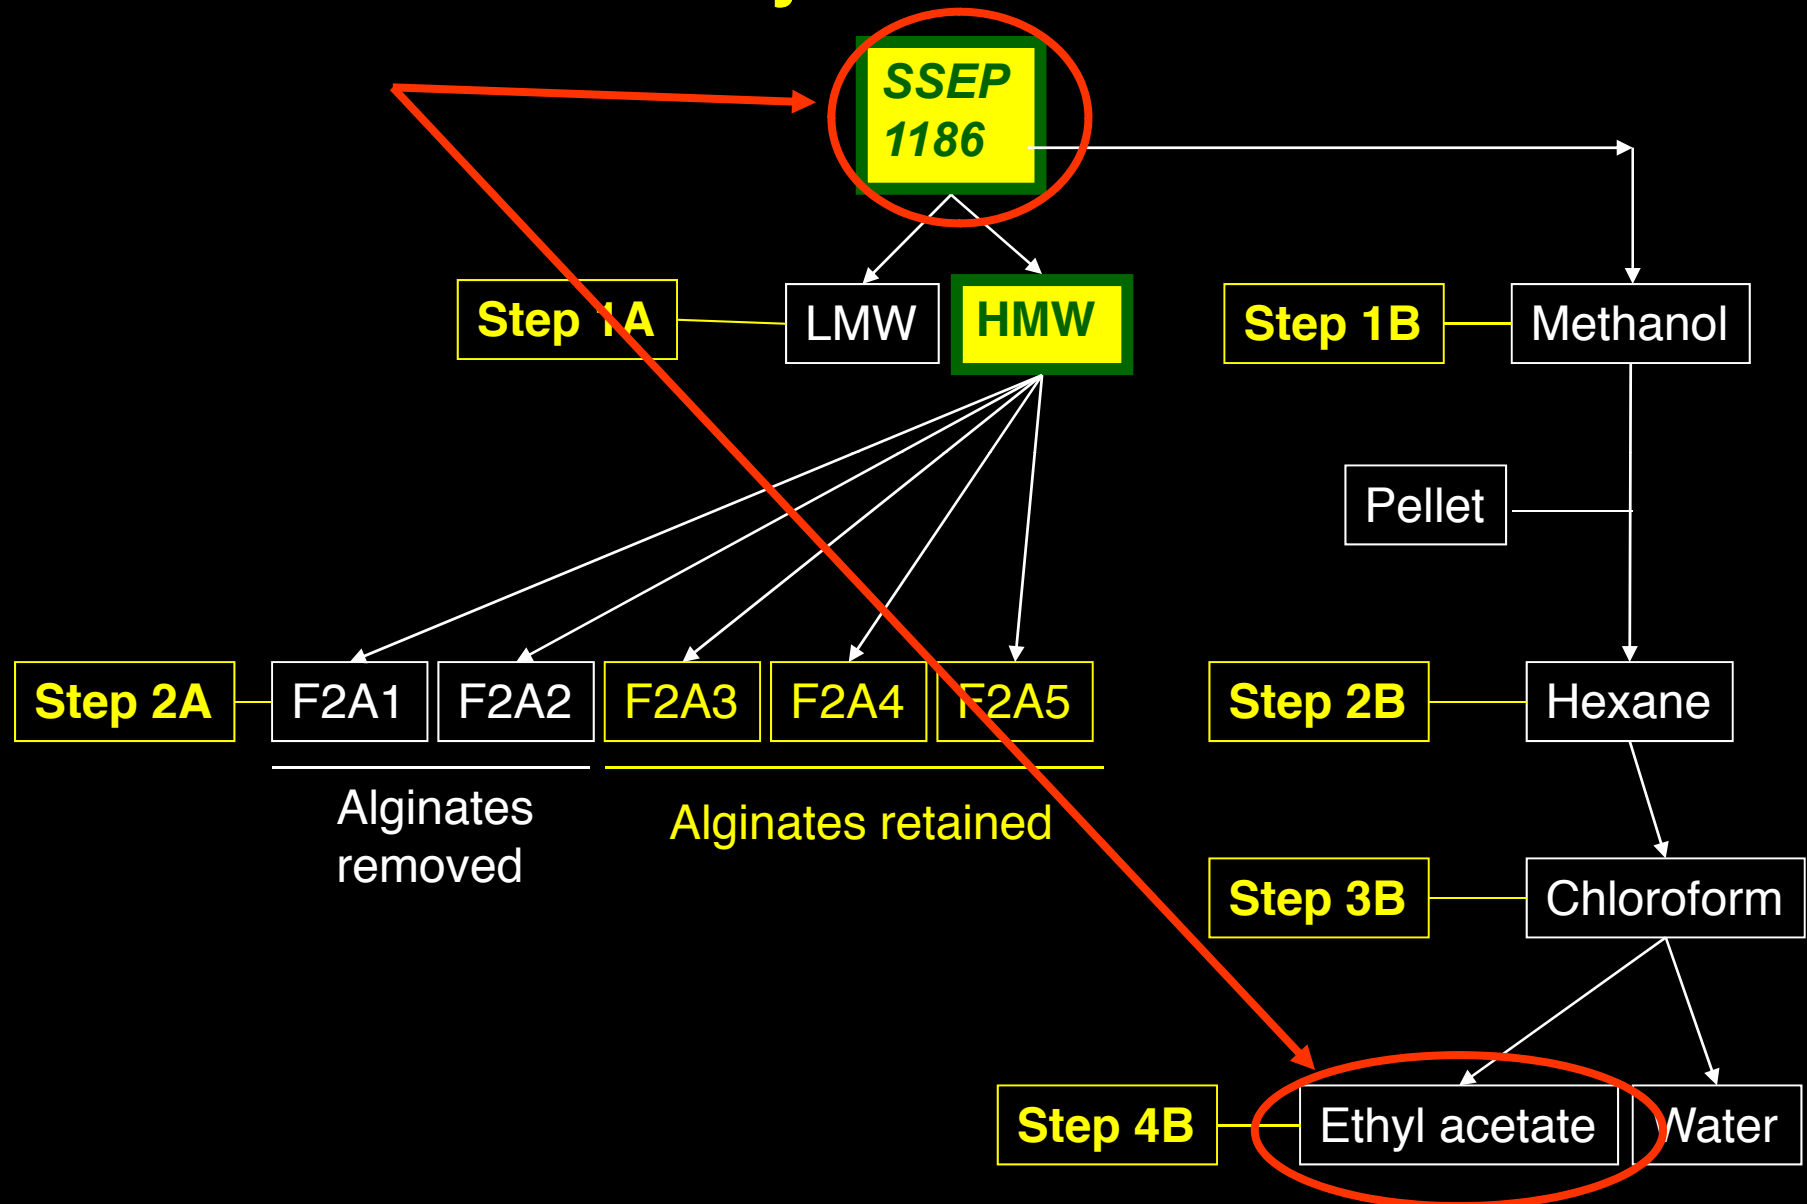 SSEP
1186
Step 1A
LMW
HMW
Step 1B
Methanol
Pellet
Step 2A
F2A1
F2A2
F2A3
F2A4
F2A5
Step 2B
Hexane
Alginates
removed
Alginates retained
Step 3B
Chloroform
Step 4B
Ethyl acetate
Water